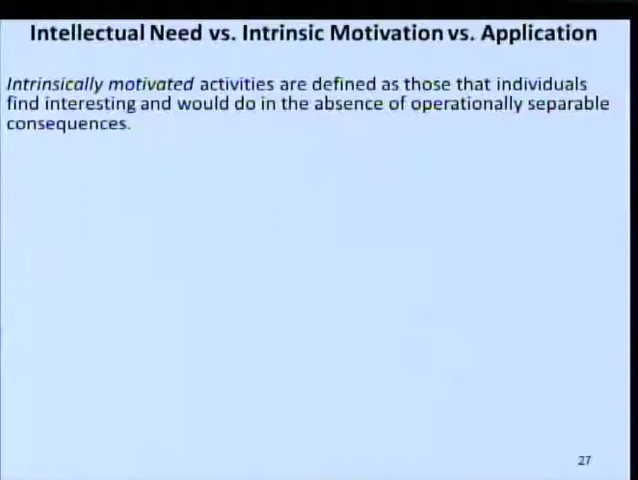 Intellectual Need vs. Intrinsic Motivation vs. Application
Intrinsically motivated activities are defined as those that individuals
find interesting and would do in the absence of operationally separable
consequences.
27